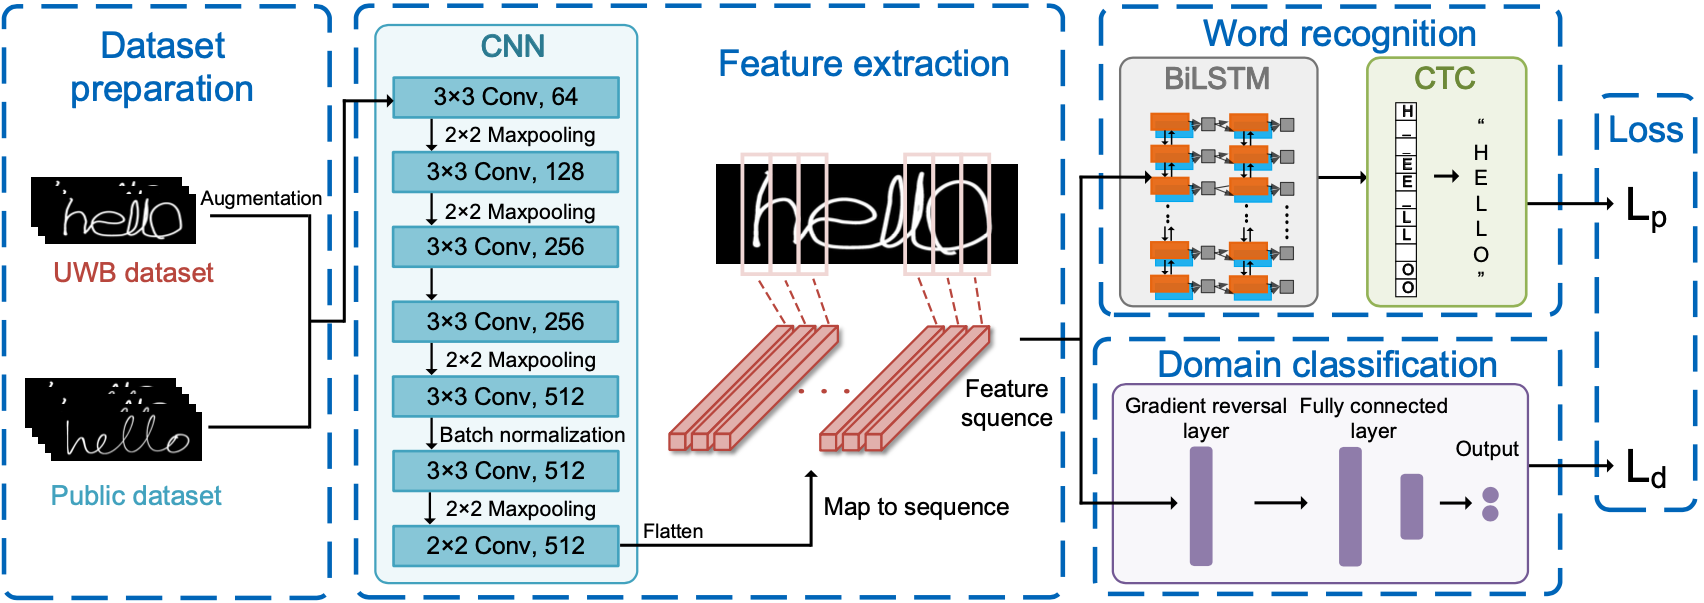 Dataset
preparation
Augmentation
hello
UWB dataset
hello
Public dataset
CNN
3×3 Conv, 64
2×2 Maxpooling
3×3 Conv, 128
2×2 Maxpooling
3×3 Conv, 256
3×3 Conv, 256
2×2 Maxpooling
3×3 Conv, 512
Batch normalization
3×3 Conv, 512
2×2 Maxpooling
2×2 Conv, 512
Flatten
Feature extraction
hello
Feature
squence
Map to sequence
Word recognition
BiLSTM
CTC
H
_
_
E
E
_
L
L
O
O
“
H
E
L
L
O
”
Domain classification
Gradient reversal
layer
Fully connected
layer
Output
Loss
Lp
Ld